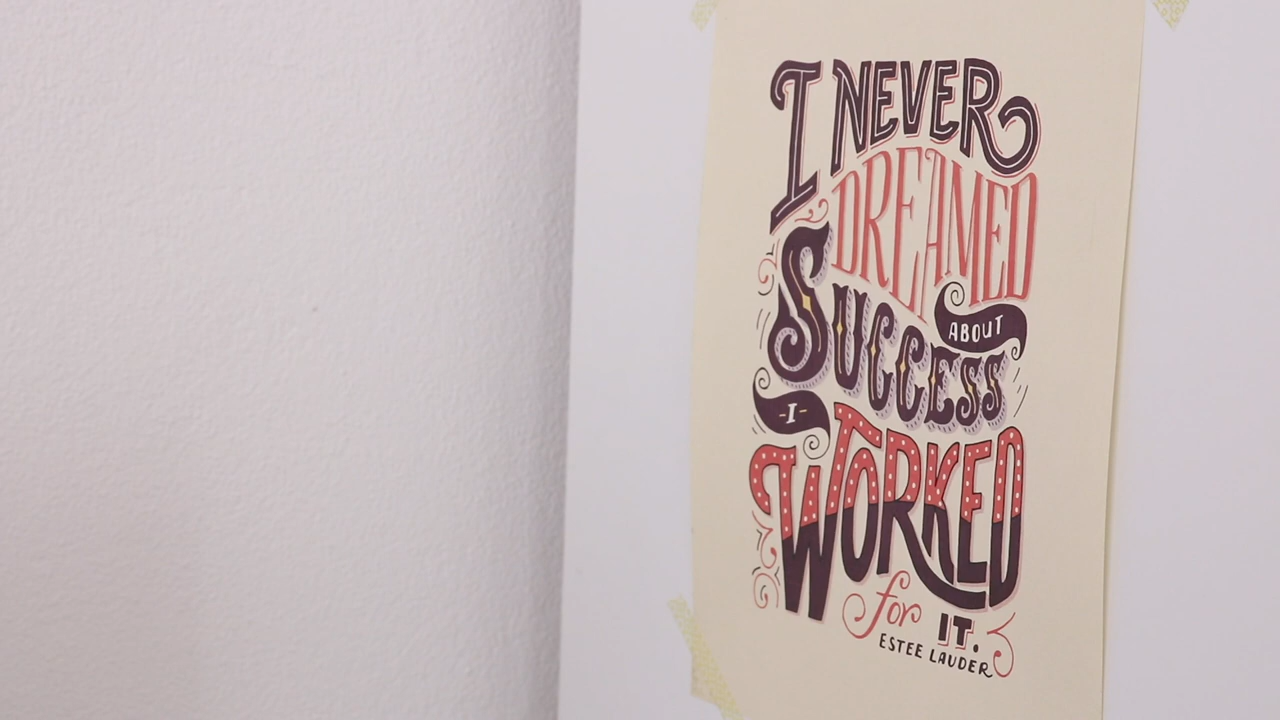 I NEVER
DREAMED
ABOUT
SUCCESS
-I-
WORKED
for IT.
ESTEE LAUDER